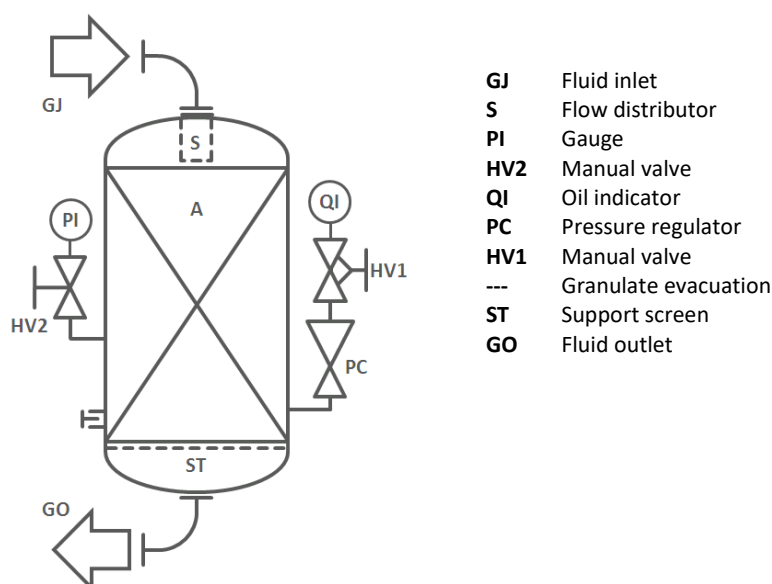 GJ
S
A
PI
QI
HV1
HV2
PC
ST
GO
GJ Fluid inlet
S Flow distributor
PI Gauge
HV2 Manual valve
QI Oil indicator
PC Pressure regulator
HV1 Manual valve
--- Granulate evacuation
ST Support screen
GO Fluid outlet